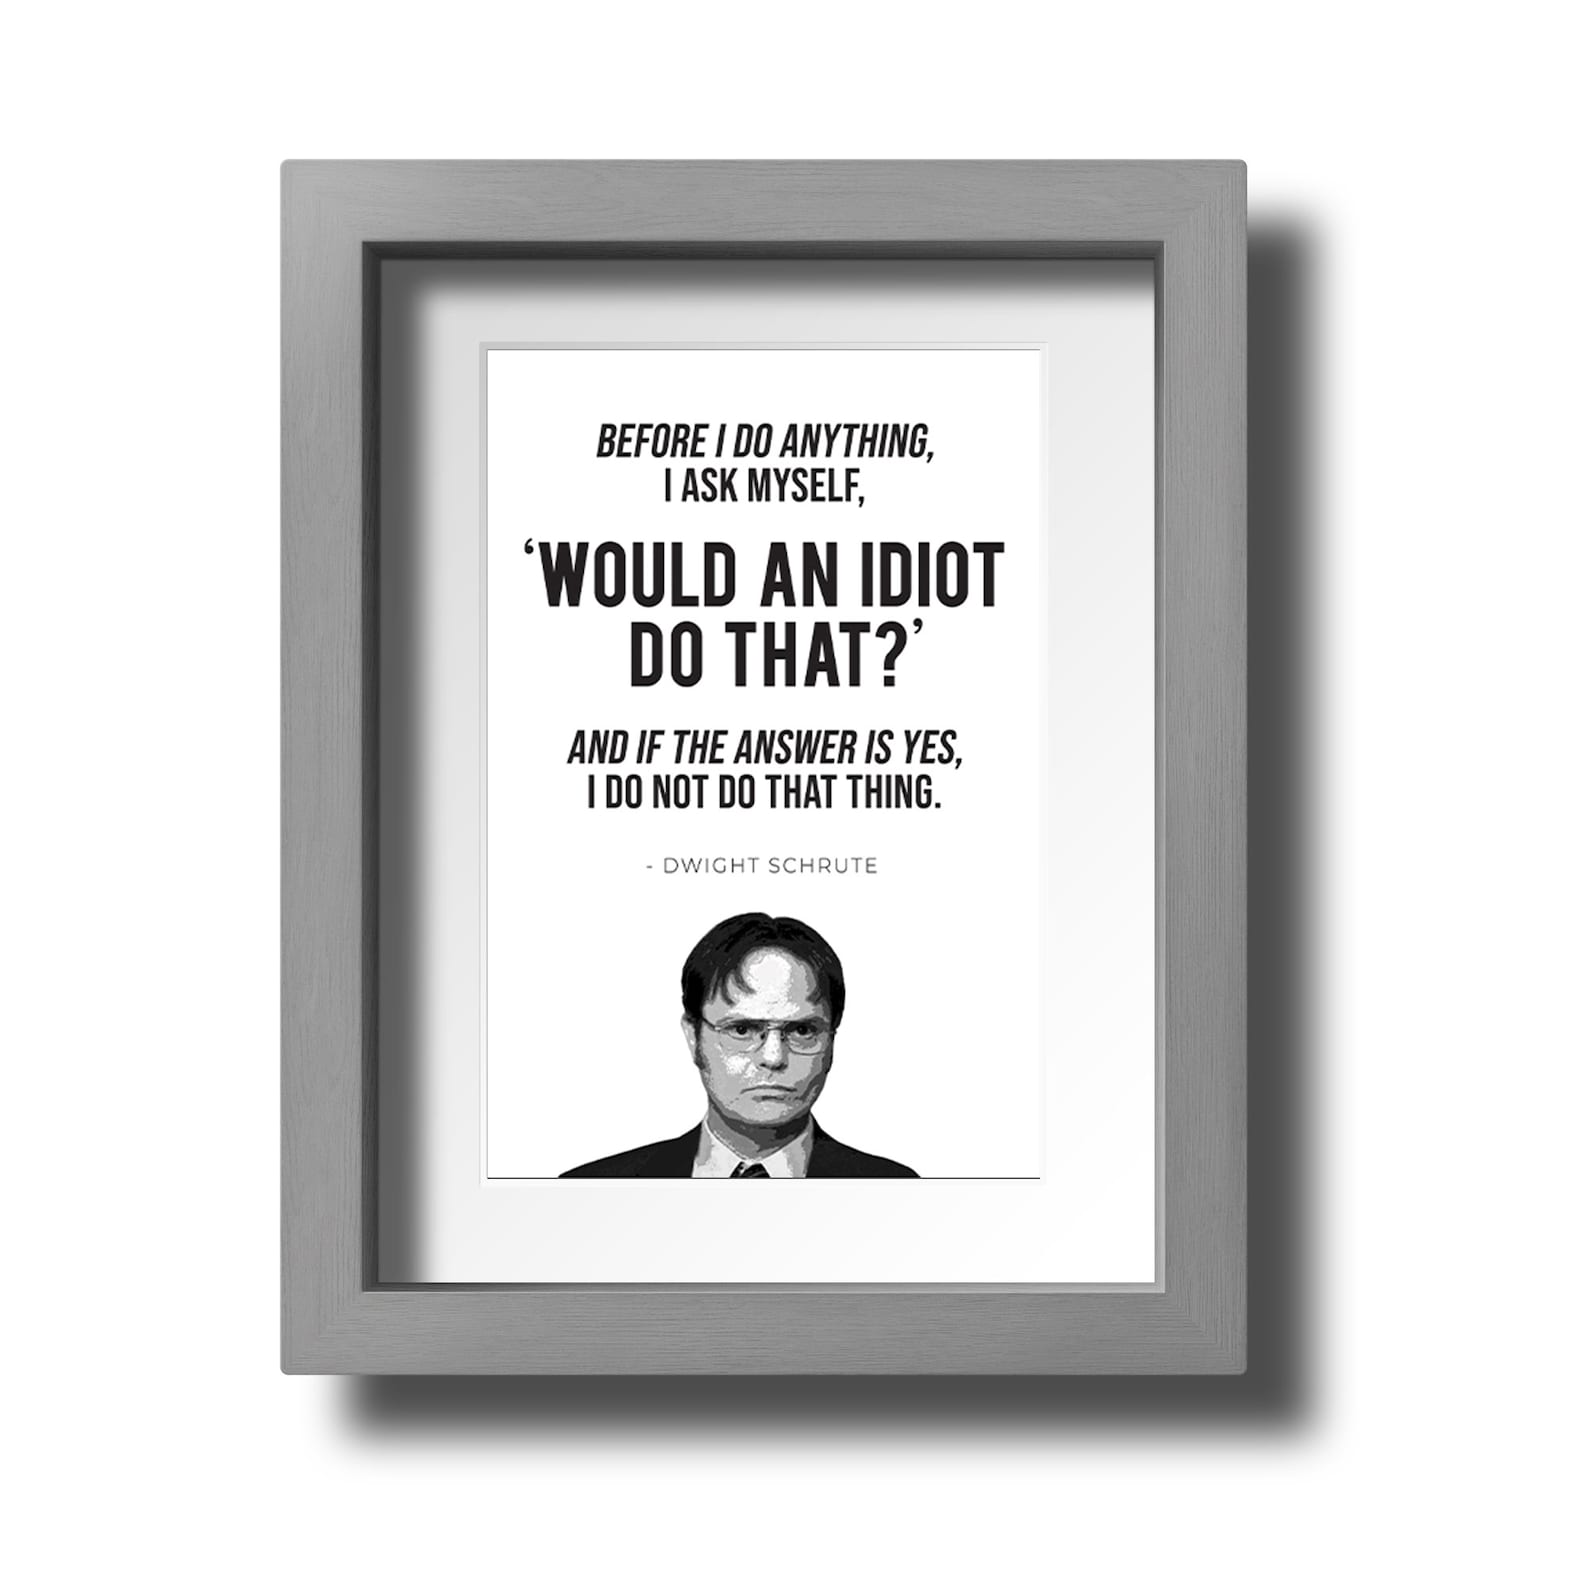 BEFORE I DO ANYTHING,
I ASK MYSELF,
‘WOULD AN IDIOT
DO THAT?’
AND IF THE ANSWER IS YES,
I DO NOT DO THAT THING.
- DWIGHT SCHRUTE